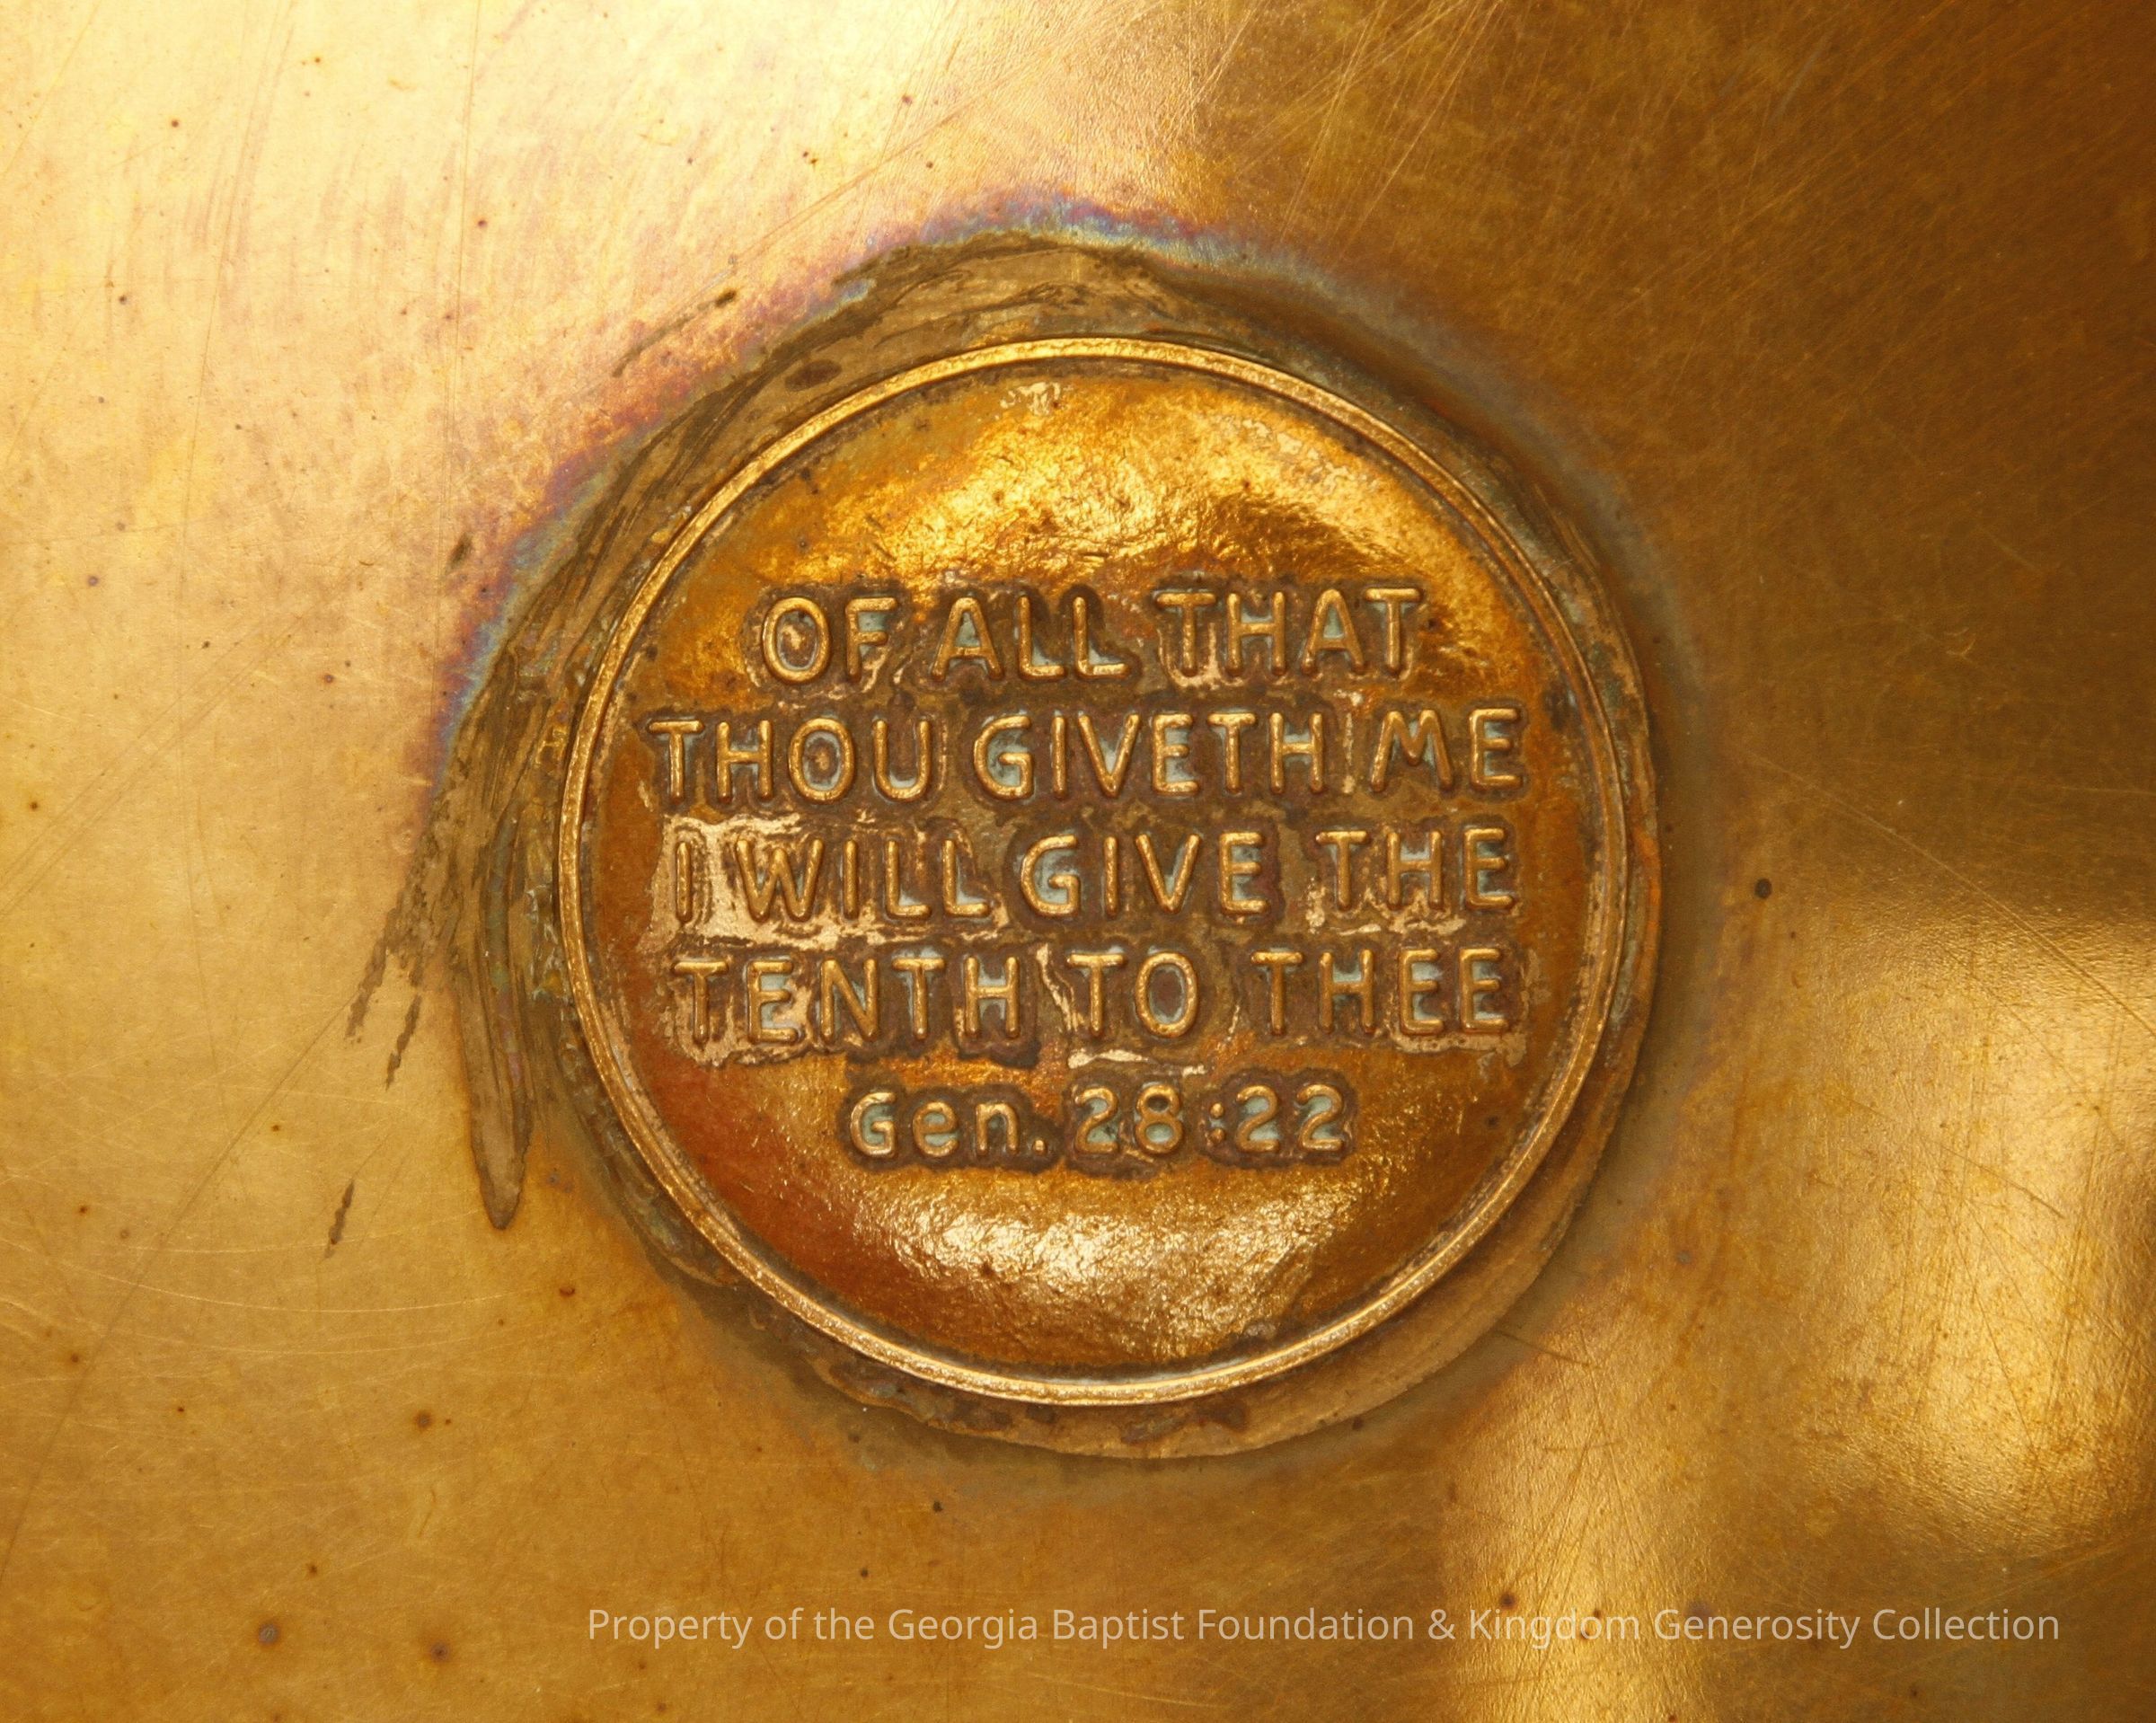 OF ALL THAT
THOU GIVETH ME
I WILL GIVE THE
TENTH TO THEE
Gen. 28:22
Property of the Georgia Baptist Foundation & Kingdom Generosity Collection